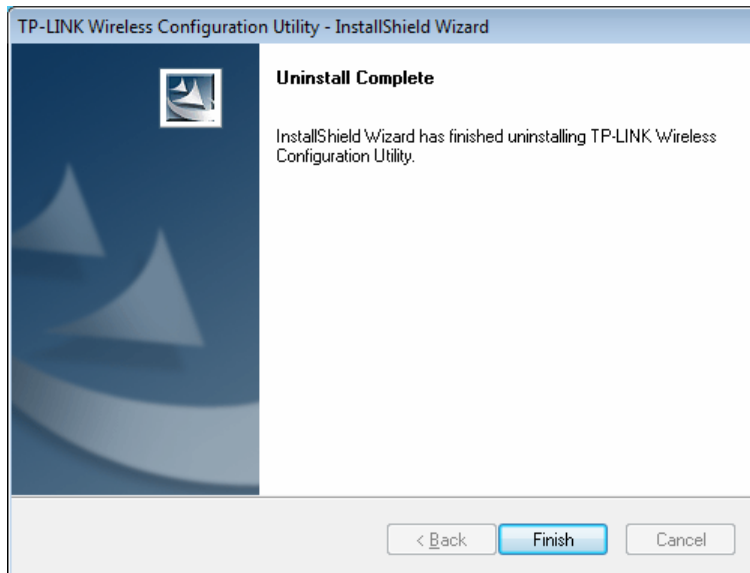 TP-LINK Wireless Configuration Utility - InstallShield Wizard
Uninstall Complete
InstallShield Wizard has finished uninstalling TP-LINK Wireless
Configuration Utility.
< Back
Finish
Cancel